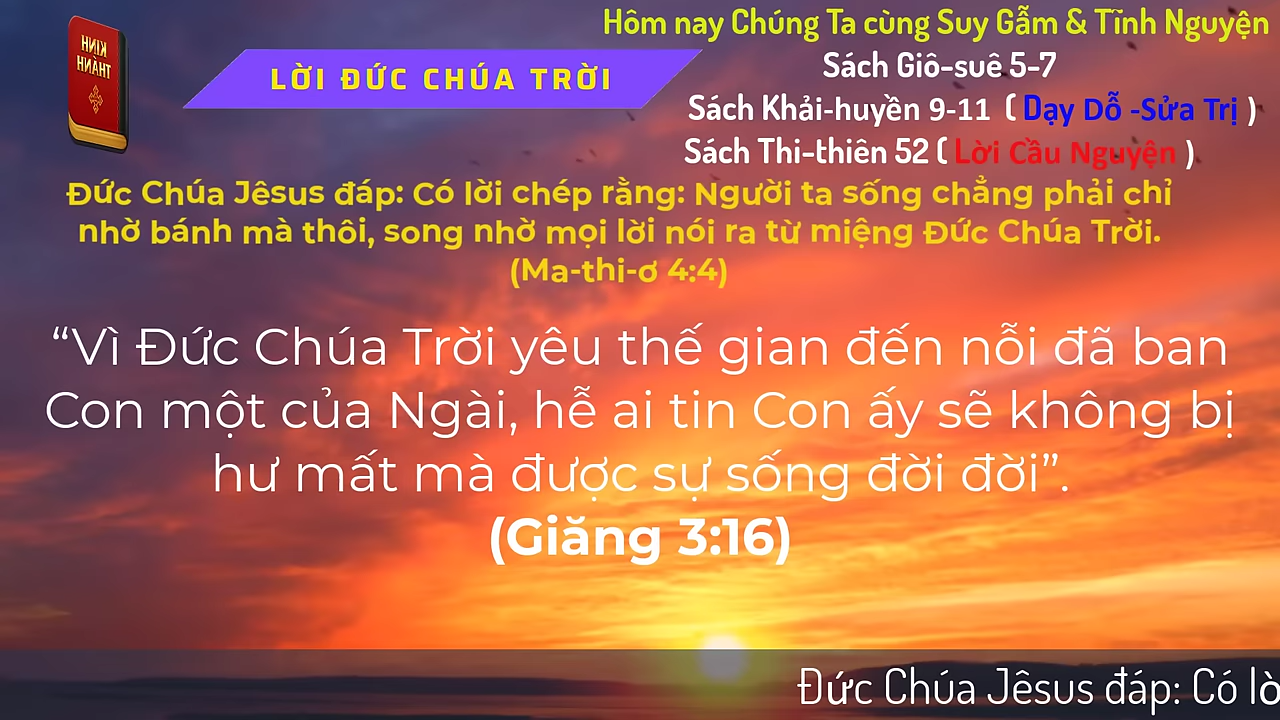 KINH
THÁNH
LỜI ĐỨC CHÚA TRỜI
Hôm nay Chúng Ta cùng Suy Gẫm & Tĩnh Nguyện
Sách Giô-suê 5-7
Sách Khải-huyền 9-11 ( Dạy Dỗ -Sửa Trị )
Sách Thi-thiên 52 ( Lời Cầu Nguyện )
Đức Chúa Jêsus đáp: Có lời chép rằng: Người ta sống chẳng phải chỉ
nhờ bánh mà thôi, song nhờ mọi lời nói ra từ miệng Đức Chúa Trời.
(Ma-thi-ơ 4:4)
“Vì Đức Chúa Trời yêu thế gian đến nỗi đã ban
Con một của Ngài, hễ ai tin Con ấy sẽ không bị
hư mất mà được sự sống đời đời”.
(Giăng 3:16)
Đức Chúa Jêsus đáp: Có lờ